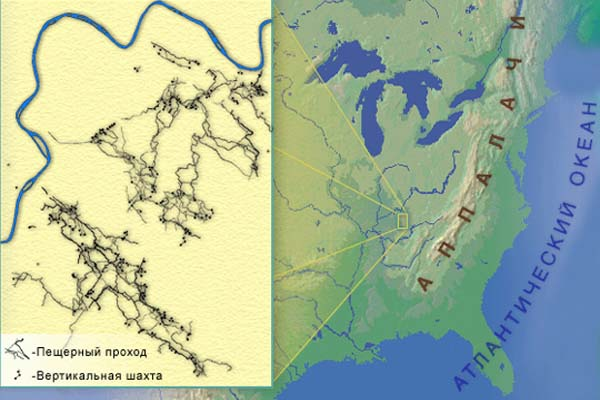 -Пещерный проход
-Вертикальная шахта
АППАЛАЧИ
АТЛАНТИЧЕСКИЙ ОКЕАН